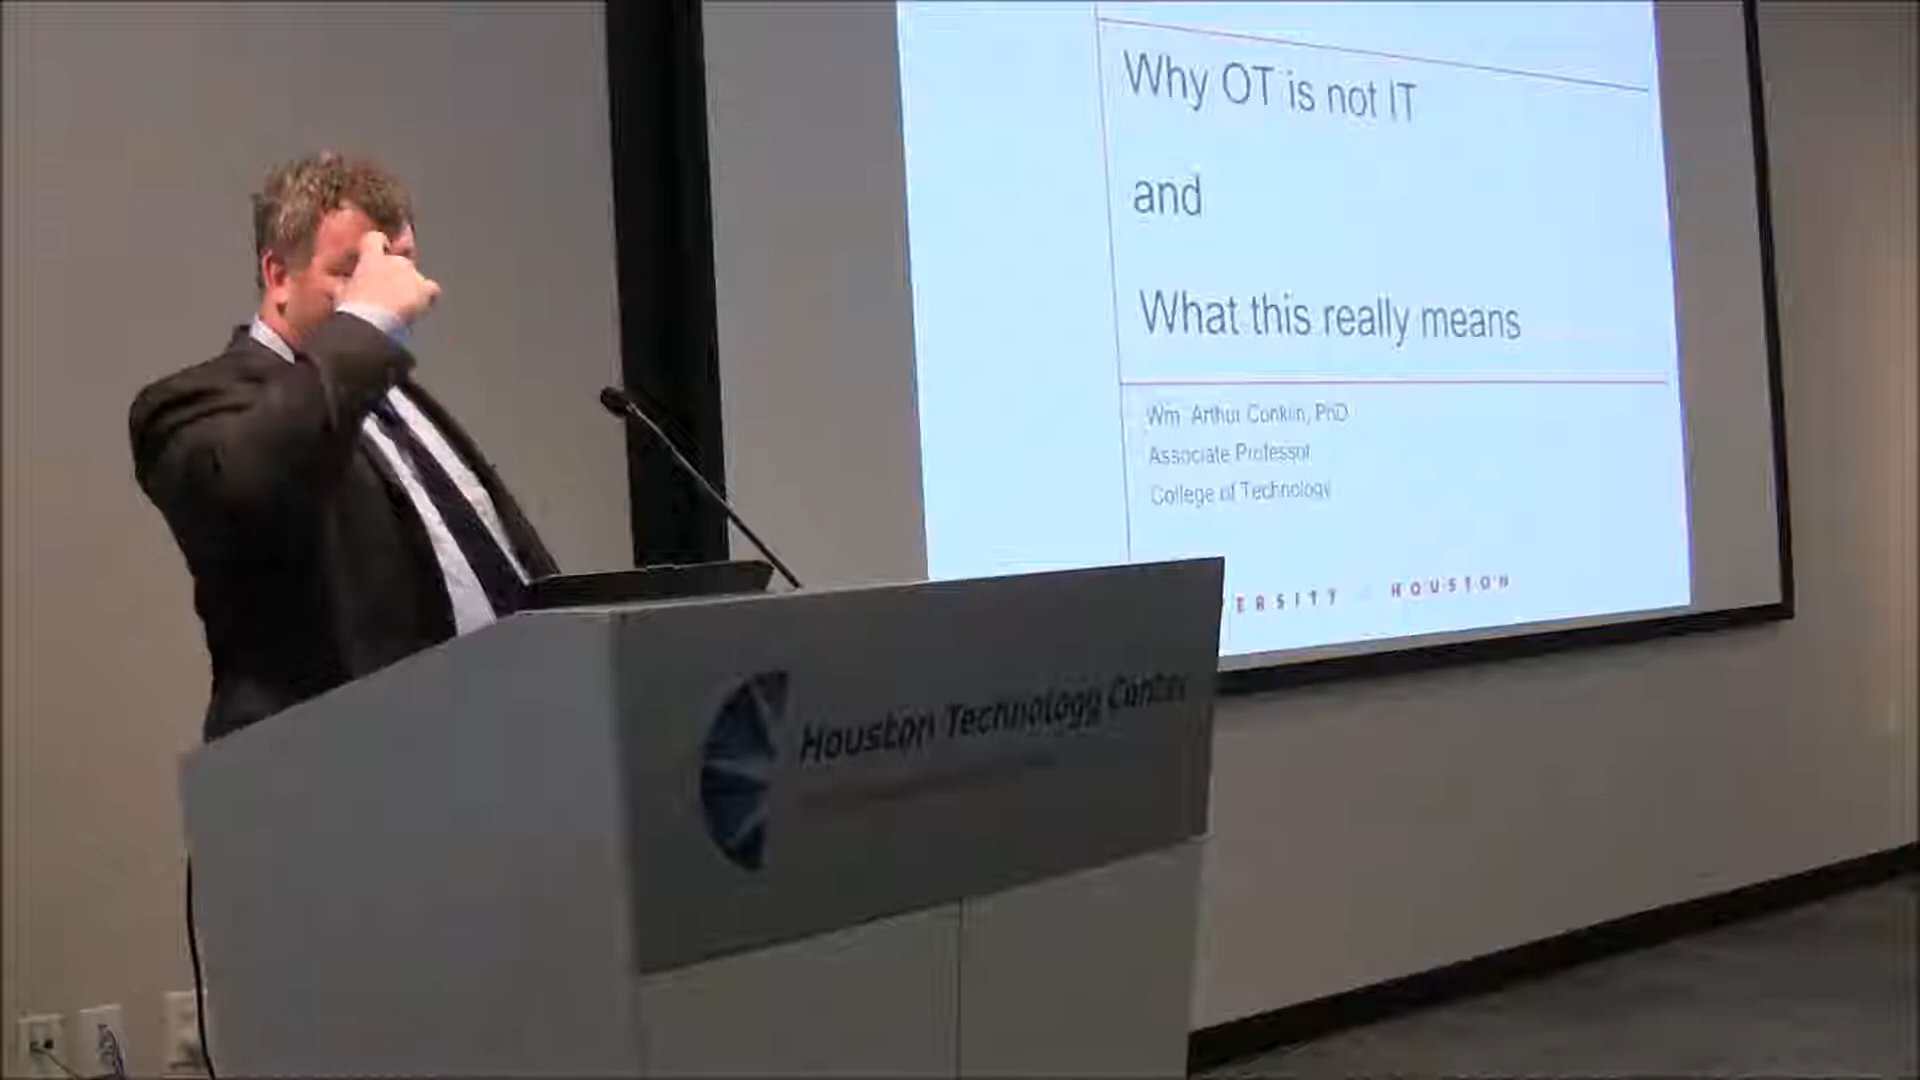 Why OT is not IT
and
What this really means
Wm. Arthur Conklin, PhD
Associate Professor
College of Technology
HOUSTON
Houston Technology Center